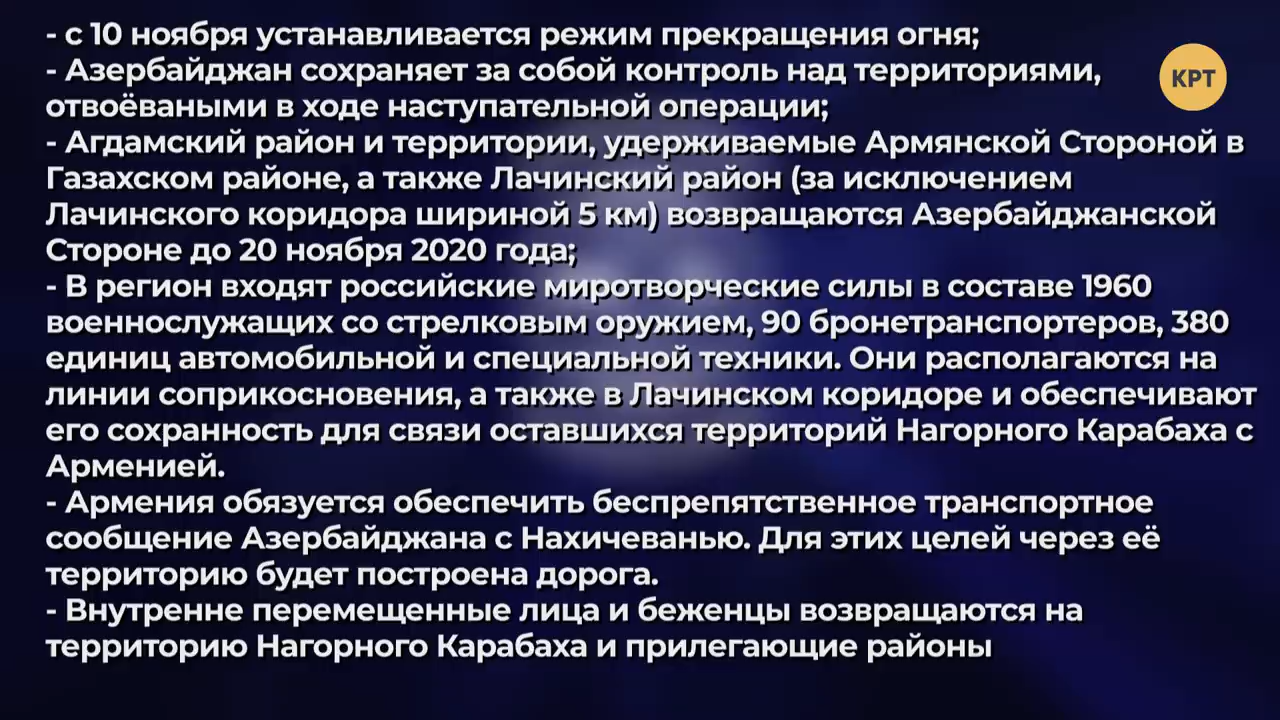 - с 10 ноября устанавливается режим прекращения огня;
- Азербайджан сохраняет за собой контроль над территориями,
отвоёваными в ходе наступательной операции;
- Агдамский район и территории, удерживаемые Армянской Стороной в
Газахском районе, а также Лачинский район (за исключением
Лачинского коридора шириной 5 км) возвращаются Азербайджанской
Стороне до 20 ноября 2020 года;
- В регион входят российские миротворческие силы в составе 1960
военнослужащих со стрелковым оружием, 90 бронетранспортеров, 380
единиц автомобильной и специальной техники. Они располагаются на
линии соприкосновения, а также в Лачинском коридоре и обеспечивают
его сохранность для связи оставшихся территорий Нагорного Карабаха с
Арменией.
- Армения обязуется обеспечить беспрепятственное транспортное
сообщение Азербайджана с Нахичеванью. Для этих целей через её
территорию будет построена дорога.
- Внутренне перемещенные лица и беженцы возвращаются на
территорию Нагорного Карабаха и прилегающие районы
КРТ